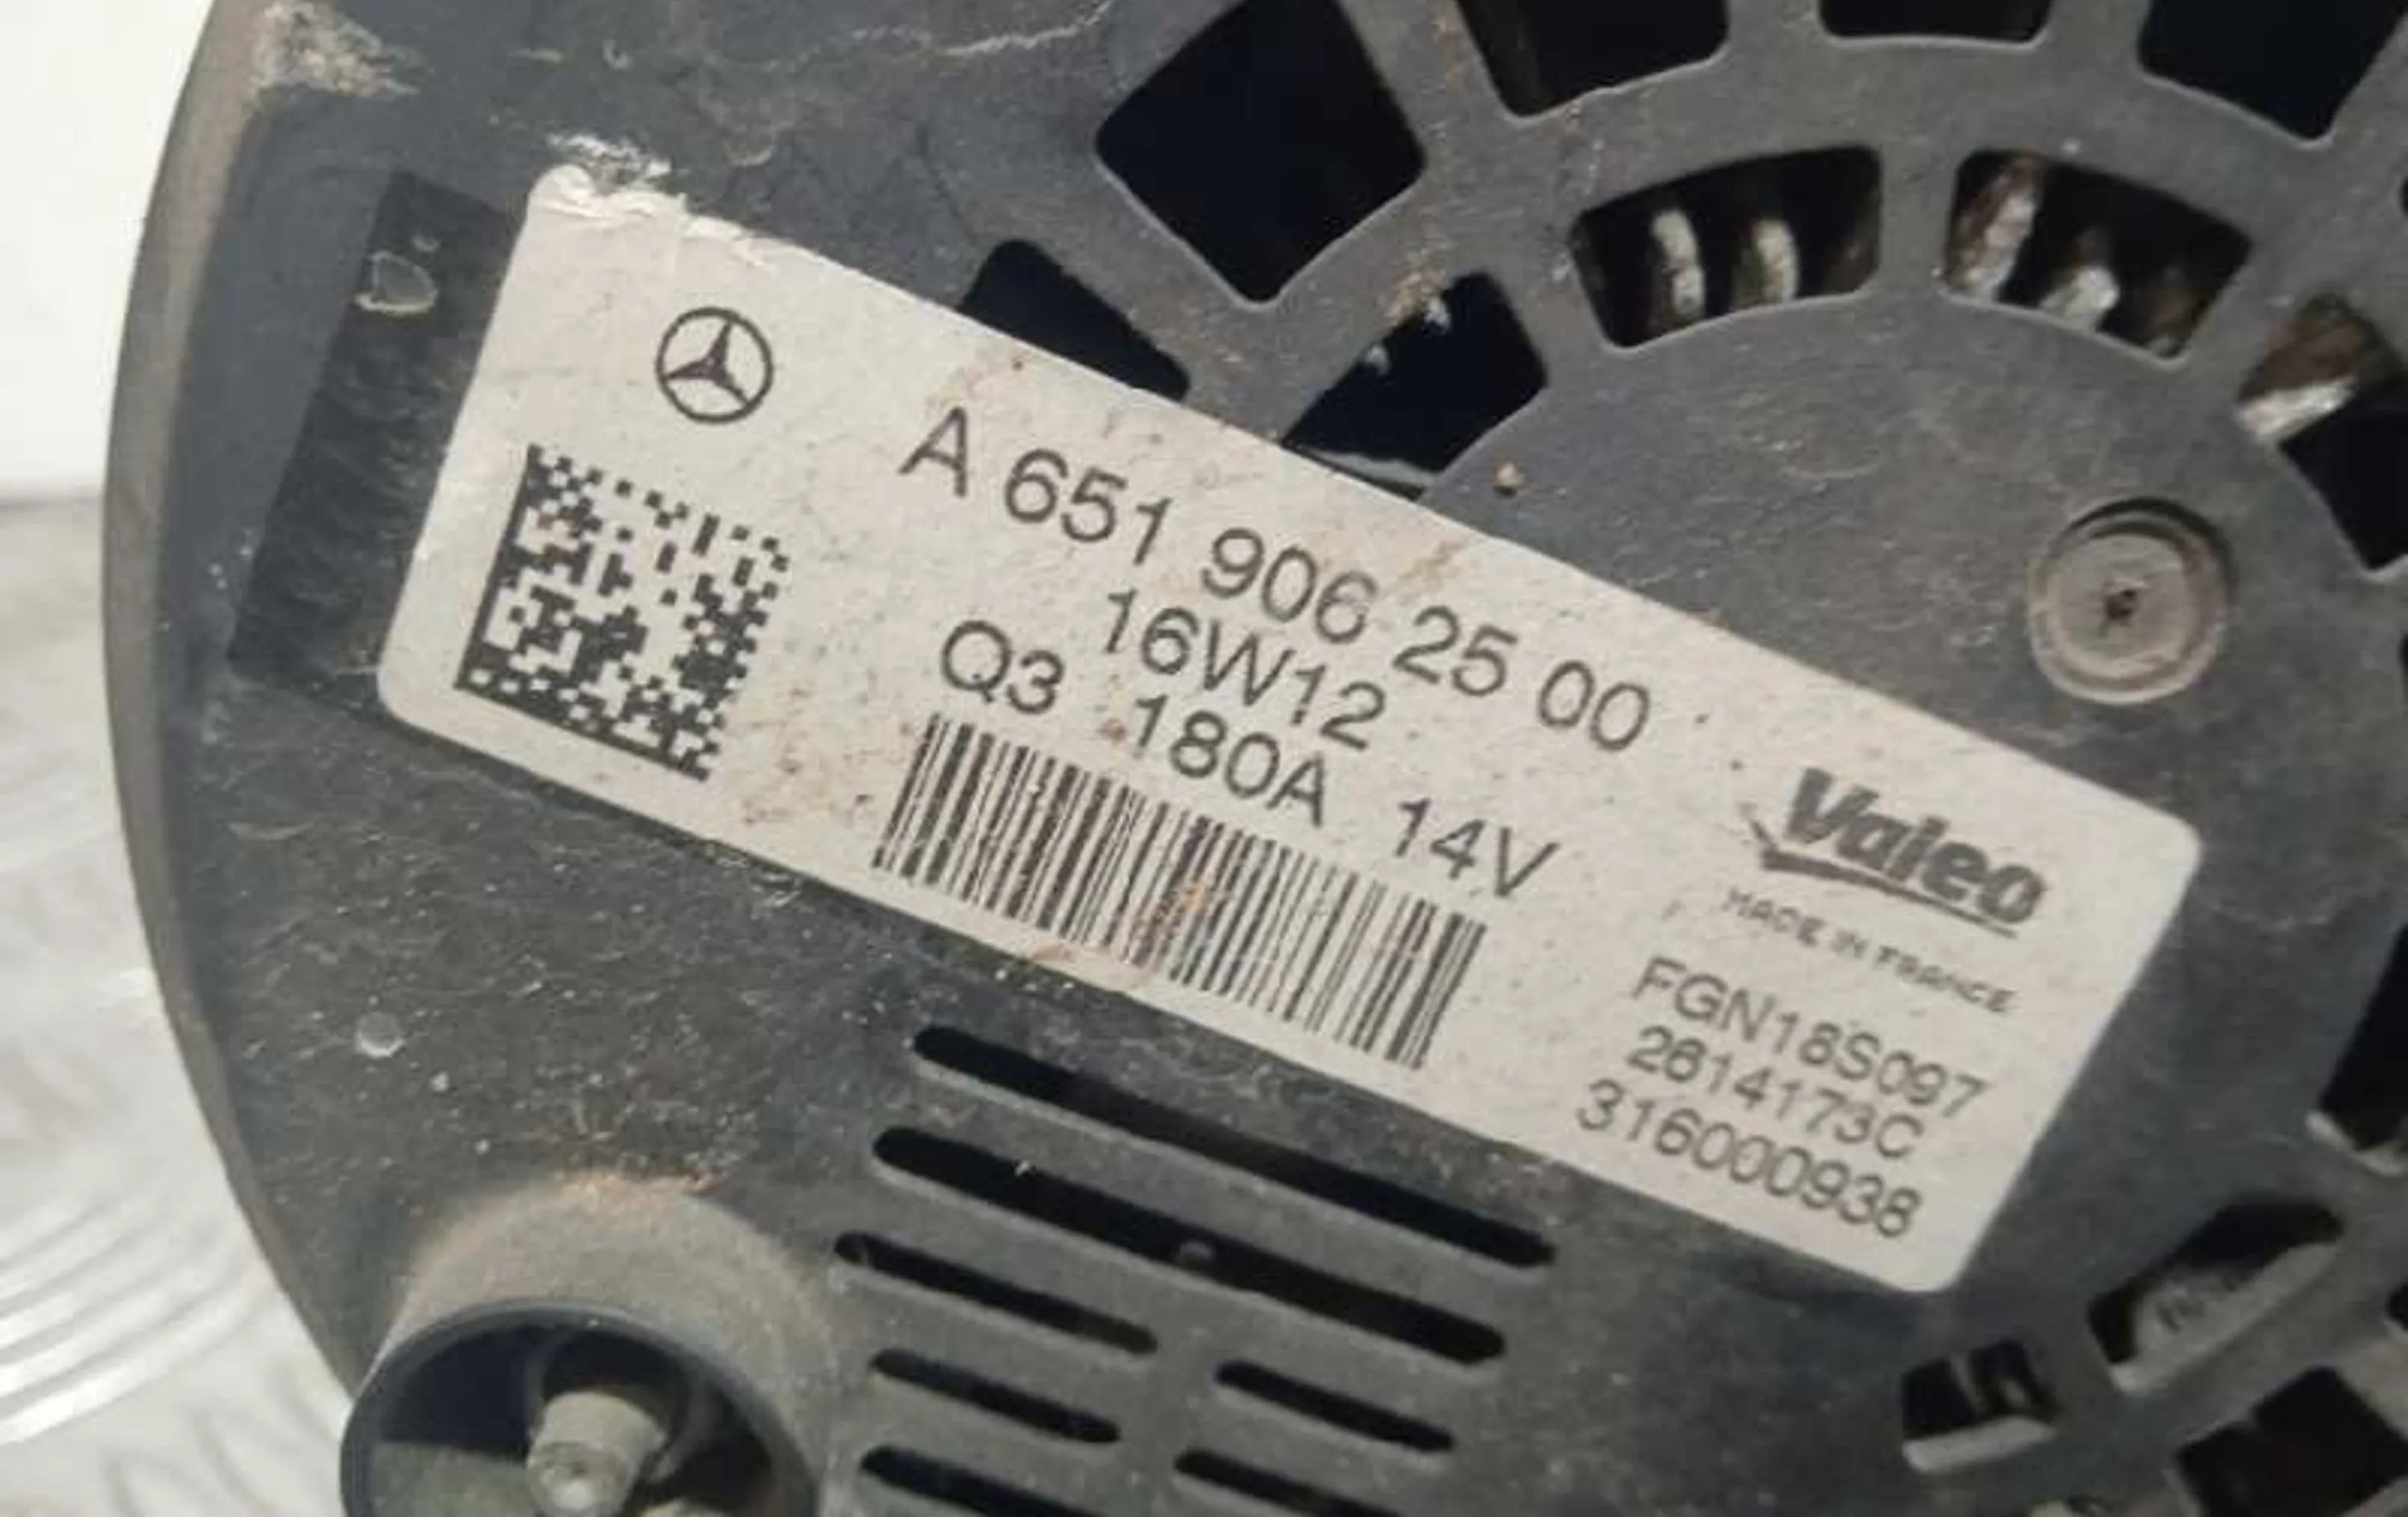 A 651 906 25 00
16W12
Q3 180A 14V
Valeo
MADE IN FRANCE
FGN18S097
2614173C
316000938